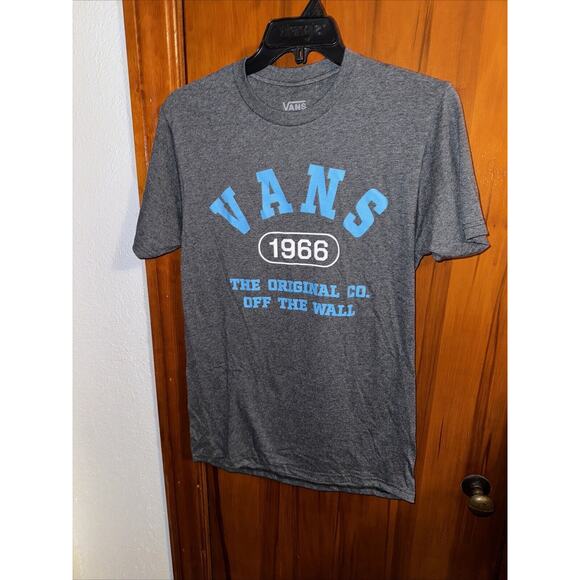 VANS
VANS
1966
THE ORIGINAL CO.
OFF THE WALL